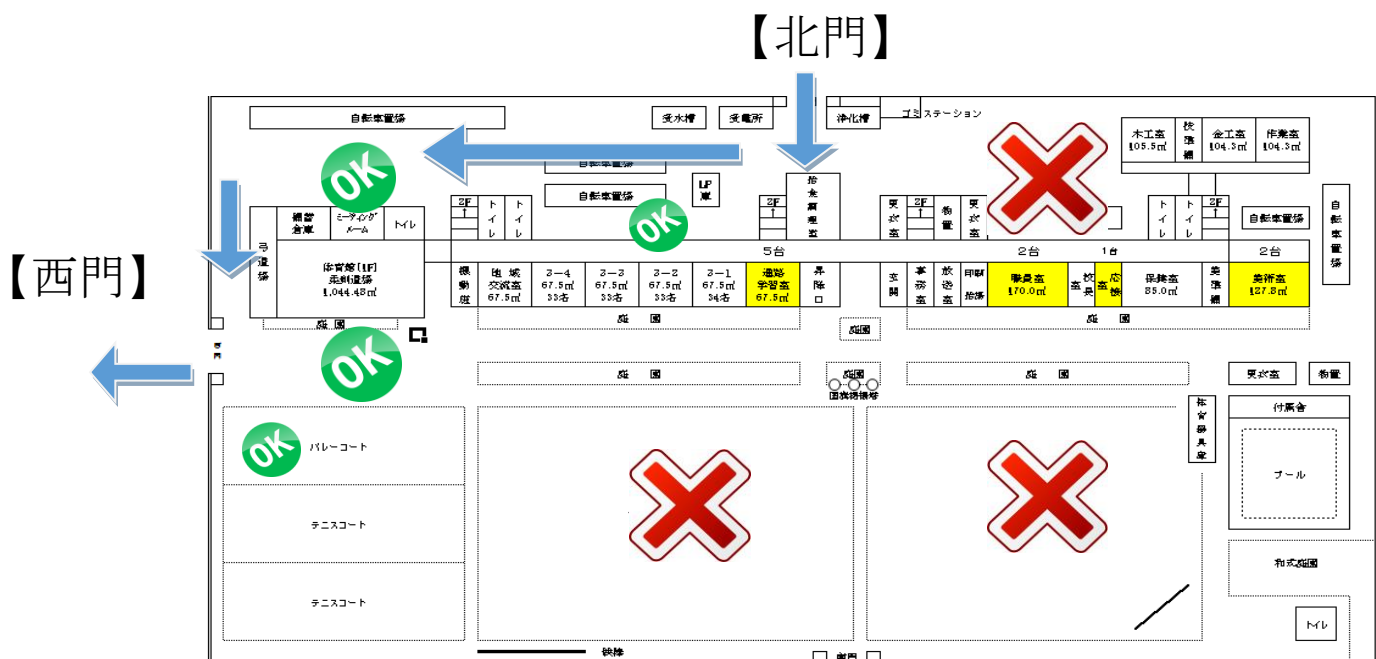 【北門】
自転車置場
受水槽
受電所
浄化槽
ゴミステーション
木工室
105.5㎡
技準備
金工室
104.3㎡
作業室
104.3㎡
OK
自転車置場
自転車置場
LP庫
給食調理室
2F
トイレ
トイレ
OK
2F
更衣室
2F
物置
更衣室
トイレ
トイレ
2F
自転車置場
自転車置場
器習倉庫
ミーティングルーム
トイレ
弓道場
5台
2台
1台
2台
【西門】
体育館[1F]
柔剣道場
1,044.48㎡
地域
交流室
67.5㎡
3-4
67.5㎡
33名
3-3
67.5㎡
33名
3-2
67.5㎡
33名
3-1
67.5㎡
34名
進路
学習室
67.5㎡
昇降口
玄関
事務室
放送室
印刷
職員室
170.0㎡
校長室
応接
保健室
85.0㎡
美準備
美術室
127.8㎡
庭園
庭園
庭園
庭園
西門
OK
庭園
庭園
庭園
国旗掲揚塔
更衣室
物置
体育器具庫
付属舎
プール
OK
バレーコート
テニスコート
テニスコート
和式庭園
トイレ
鉄棒
南門